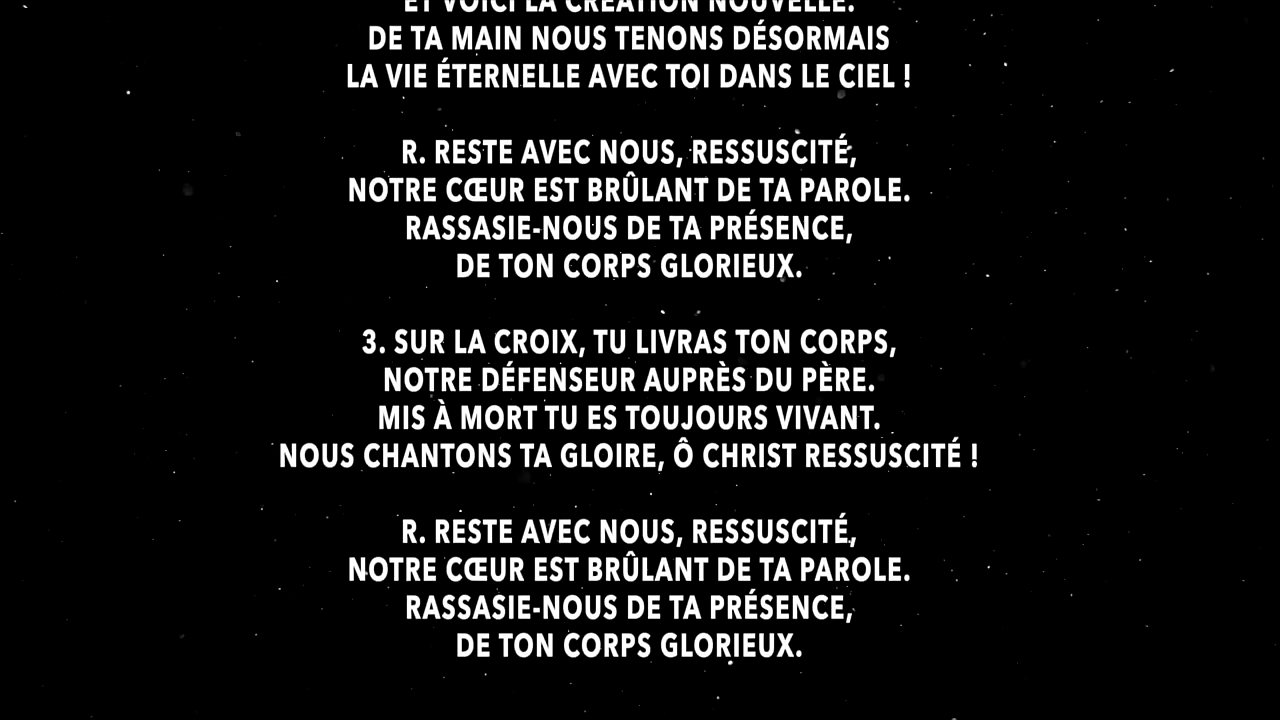 ET VOICI LA CRÉATION NOUVELLE.
DE TA MAIN NOUS TENONS DÉSORMAIS
LA VIE ÉTERNELLE AVEC TOI DANS LE CIEL !
R. RESTE AVEC NOUS, RESSUSCITÉ,
NOTRE CŒUR EST BRÛLANT DE TA PAROLE.
RASSASIE-NOUS DE TA PRÉSENCE,
DE TON CORPS GLORIEUX.
3. SUR LA CROIX, TU LIVRAS TON CORPS,
NOTRE DÉFENSEUR AUPRÈS DU PÈRE.
MIS À MORT TU ES TOUJOURS VIVANT.
NOUS CHANTONS TA GLOIRE, Ô CHRIST RESSUSCITÉ !
R. RESTE AVEC NOUS, RESSUSCITÉ,
NOTRE CŒUR EST BRÛLANT DE TA PAROLE.
RASSASIE-NOUS DE TA PRÉSENCE,
DE TON CORPS GLORIEUX.